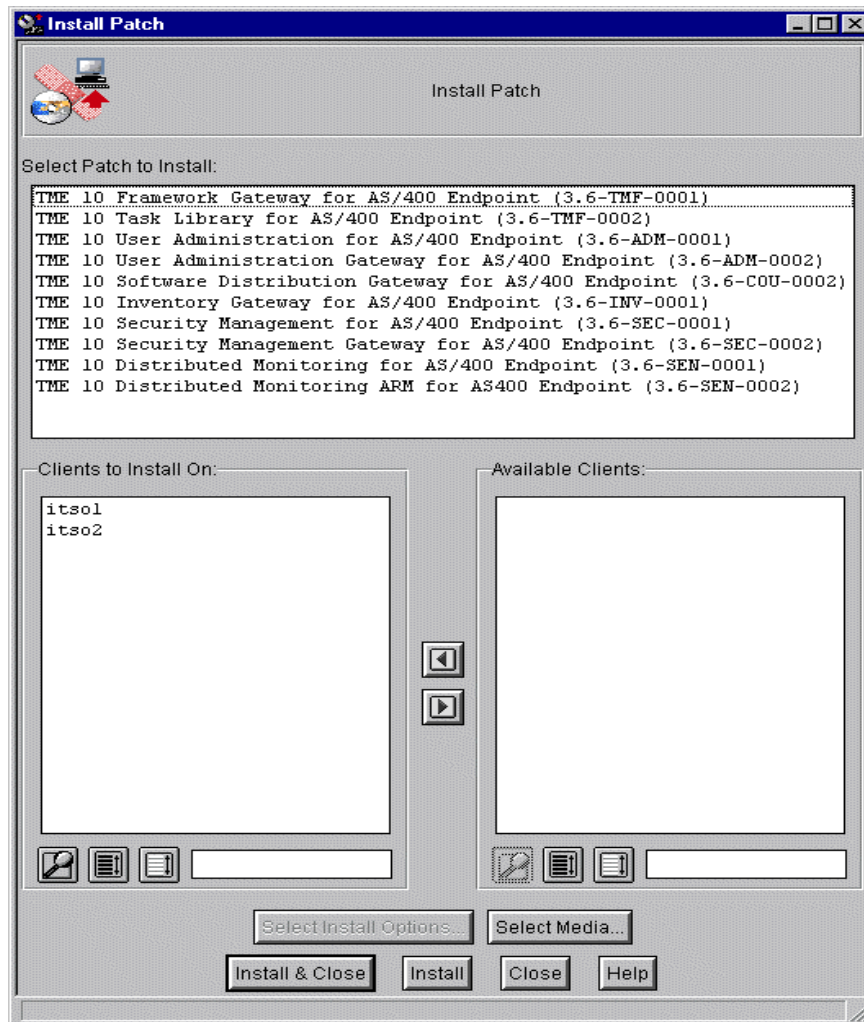 Install Patch
Install Patch
Select Patch to Install:
TME 10 Framework Gateway for AS/400 Endpoint (3.6-TMF-0001)
TME 10 Task Library for AS/400 Endpoint (3.6-TMF-0002)
TME 10 User Administration for AS/400 Endpoint (3.6-ADM-0001)
TME 10 User Administration Gateway for AS/400 Endpoint (3.6-ADM-0002)
TME 10 Software Distribution Gateway for AS/400 Endpoint (3.6-COU-0002)
TME 10 Inventory Gateway for AS/400 Endpoint (3.6-INV-0001)
TME 10 Security Management for AS/400 Endpoint (3.6-SEC-0001)
TME 10 Security Management Gateway for AS/400 Endpoint (3.6-SEC-0002)
TME 10 Distributed Monitoring for AS/400 Endpoint (3.6-SEN-0001)
TME 10 Distributed Monitoring ARM for AS400 Endpoint (3.6-SEN-0002)
Clients to Install On:
itso1
itso2
Available Clients:
Select Install Options...
Select Media...
Install & Close
Install
Close
Help